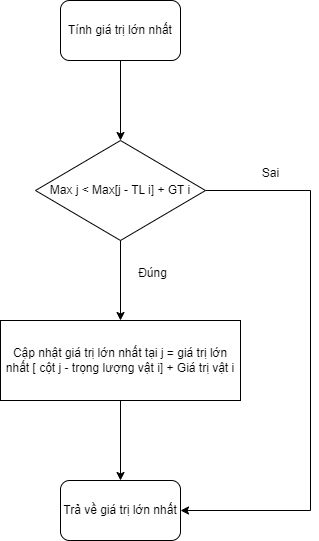 Tính giá trị lớn nhất
Sai
Max j < Max[j - TL i] + GT i
Đúng
Cập nhật giá trị lớn nhất tại j = giá trị lớn
nhất [ cột j - trọng lượng vật i] + Giá trị vật i
Trả về giá trị lớn nhất